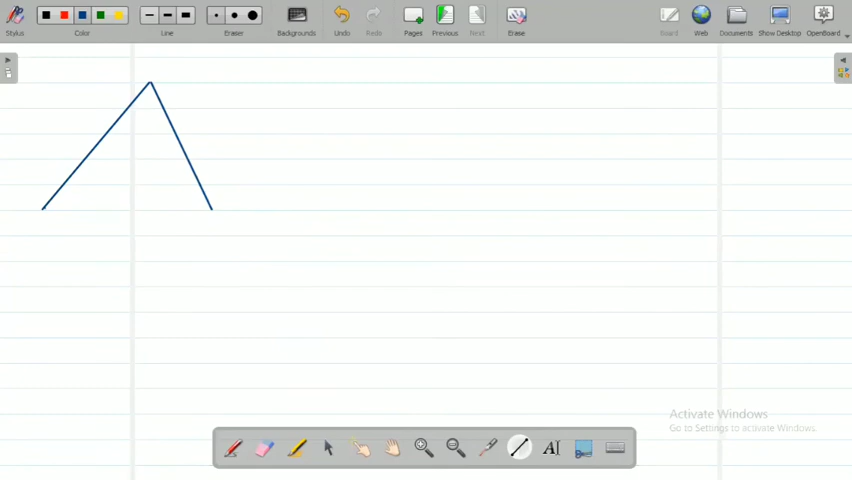 Stylus Color Line Eraser Backgrounds Undo Redo Pages Previous Next Erase Board Web Documents Show Desktop OpenBoard
Activate Windows
Go to Settings to activate Windows.
AI